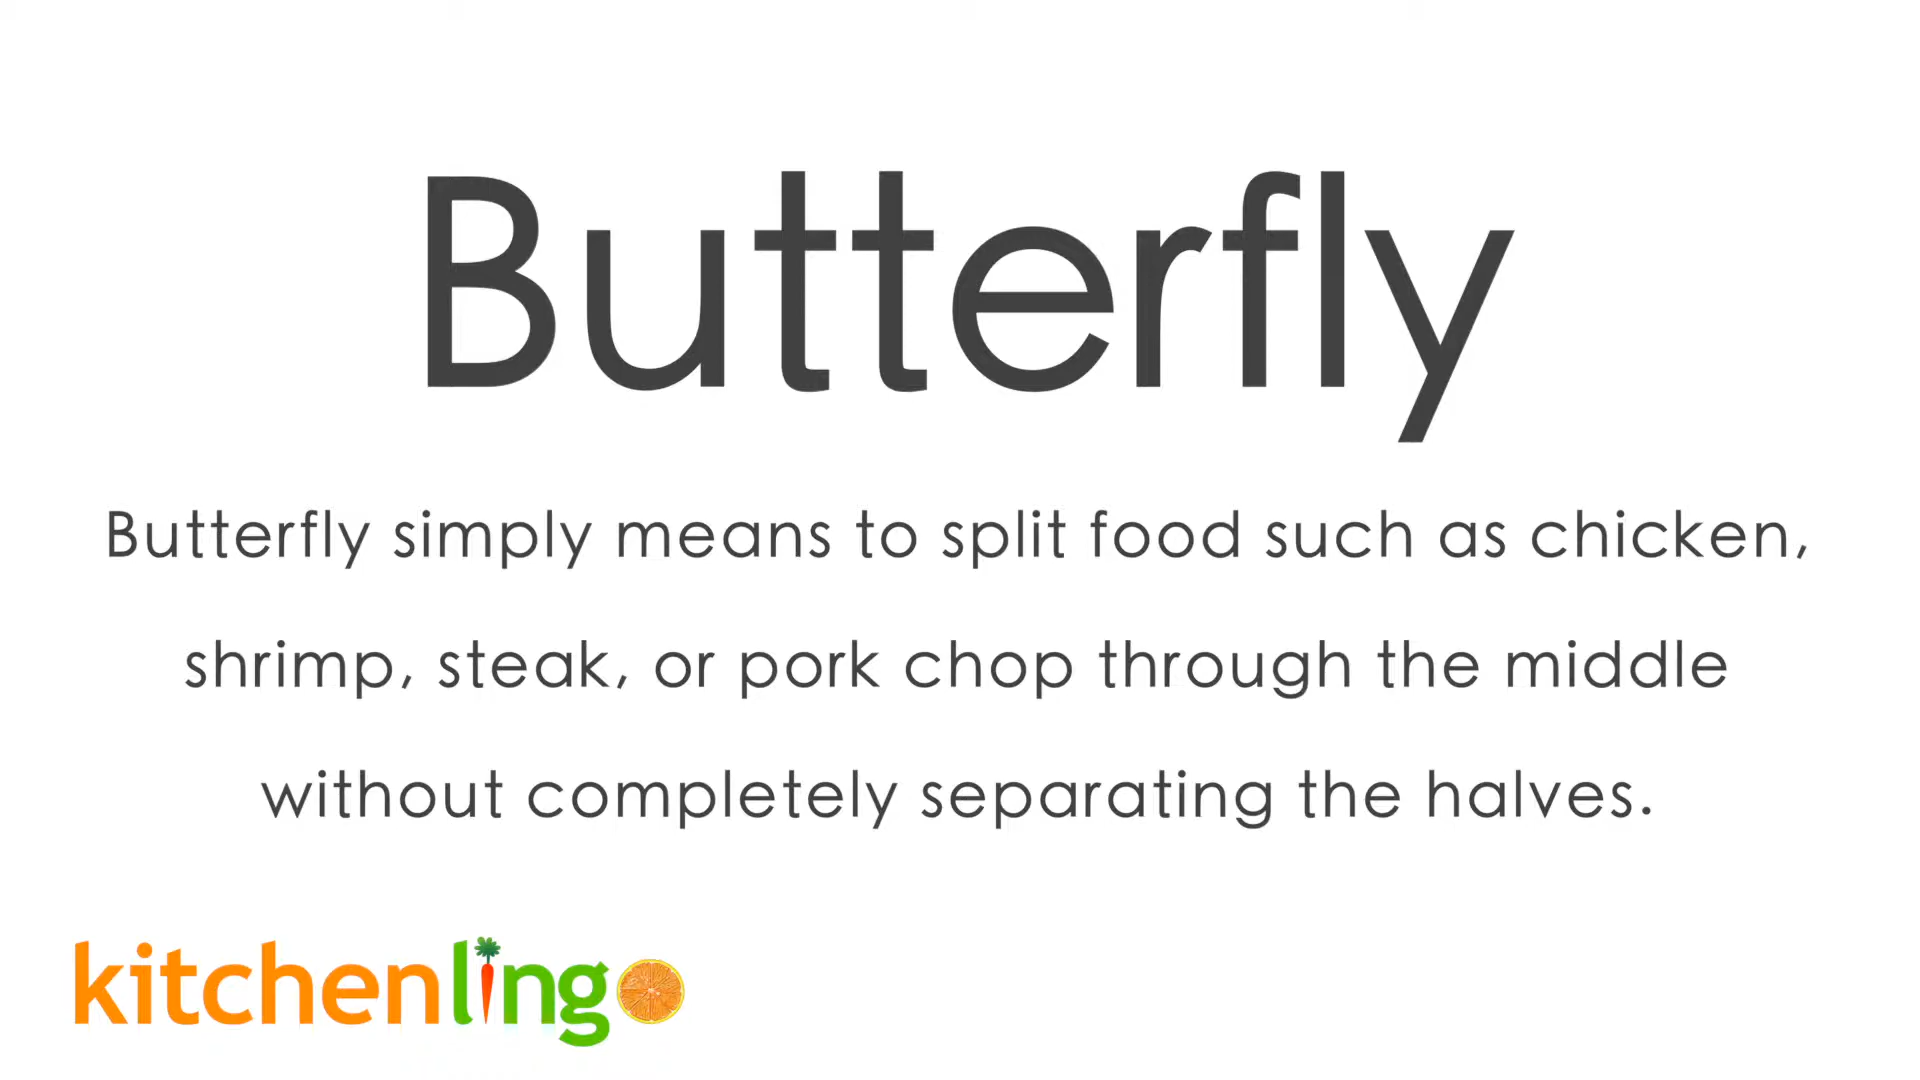 Butterfly
Butterfly simply means to split food such as chicken,
shrimp, steak, or pork chop through the middle
without completely separating the halves.
kitchenlingo